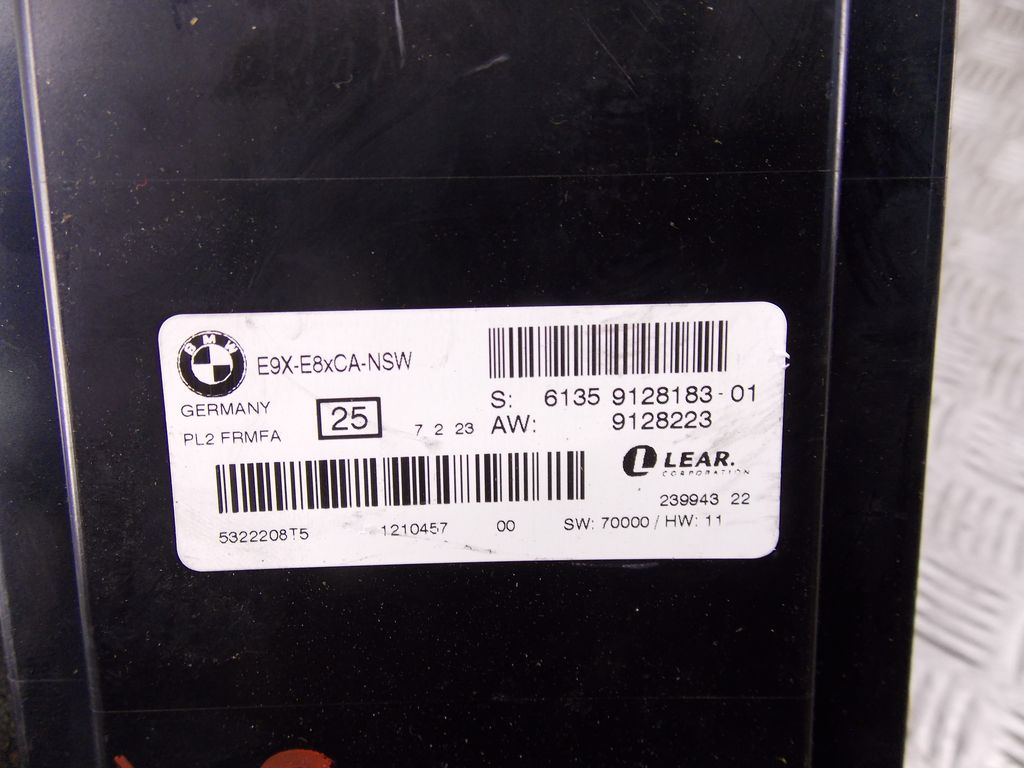 BMW
E9X-E8xCA-NSW
GERMANY
PL2 FRMFA
25
7 2 23
S: 6135 9128183-01
AW: 9128223
L LEAR.
CORPORATION
239943 22
5322208T5 1210457 00 SW: 70000 / HW: 11